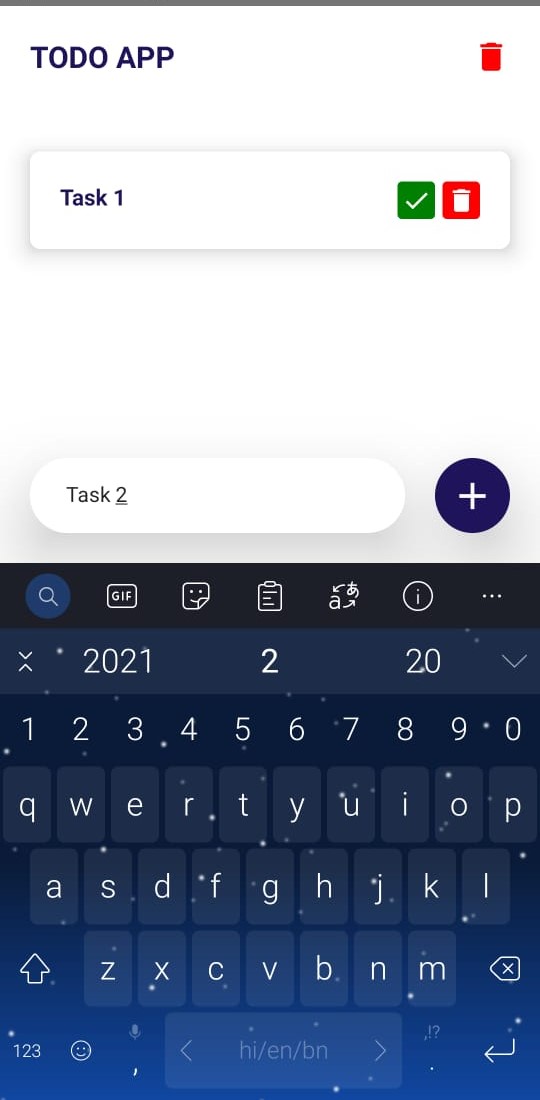 TODO APP
Task 1
Task 2
GIF
2021 2 20
1 2 3 4 5 6 7 8 9 0
q w e r t y u i o p
a s d f g h j k l
z x c v b n m
,!?
123 , hi/en/bn .